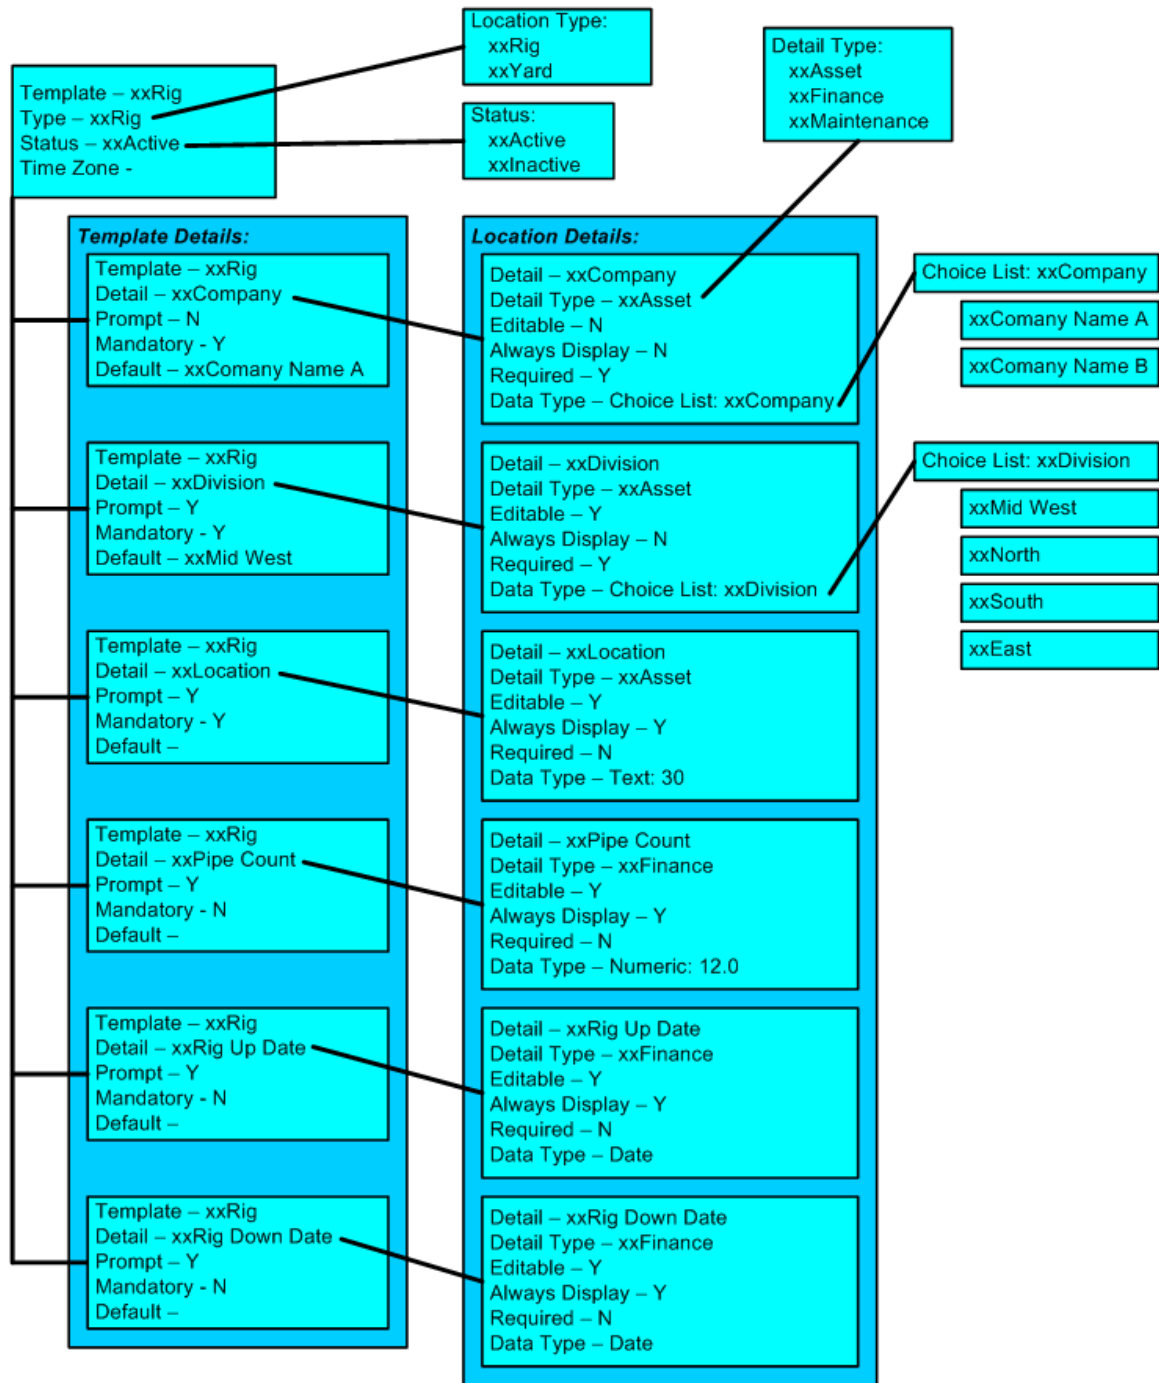 Location Type:
xxRig
xxYard
Detail Type:
xxAsset
xxFinance
xxMaintenance
Template – xxRig
Type – xxRig
Status – xxActive
Time Zone -
Status:
xxActive
xxInactive
Template Details:
Template – xxRig
Detail – xxCompany
Prompt – N
Mandatory - Y
Default – xxComany Name A
Template – xxRig
Detail – xxDivision
Prompt – Y
Mandatory - Y
Default – xxMid West
Template – xxRig
Detail – xxLocation
Prompt – Y
Mandatory - Y
Default –
Template – xxRig
Detail – xxPipe Count
Prompt – Y
Mandatory - N
Default –
Template – xxRig
Detail – xxRig Up Date
Prompt – Y
Mandatory - N
Default –
Template – xxRig
Detail – xxRig Down Date
Prompt – Y
Mandatory - N
Default –
Location Details:
Detail – xxCompany
Detail Type – xxAsset
Editable – N
Always Display – N
Required – Y
Data Type – Choice List: xxCompany
Detail – xxDivision
Detail Type – xxAsset
Editable – Y
Always Display – N
Required – Y
Data Type – Choice List: xxDivision
Detail – xxLocation
Detail Type – xxAsset
Editable – Y
Always Display – Y
Required – N
Data Type – Text: 30
Detail – xxPipe Count
Detail Type – xxFinance
Editable – Y
Always Display – Y
Required – N
Data Type – Numeric: 12.0
Detail – xxRig Up Date
Detail Type – xxFinance
Editable – Y
Always Display – Y
Required – N
Data Type – Date
Detail – xxRig Down Date
Detail Type – xxFinance
Editable – Y
Always Display – Y
Required – N
Data Type – Date
Choice List: xxCompany
xxComany Name A
xxComany Name B
Choice List: xxDivision
xxMid West
xxNorth
xxSouth
xxEast